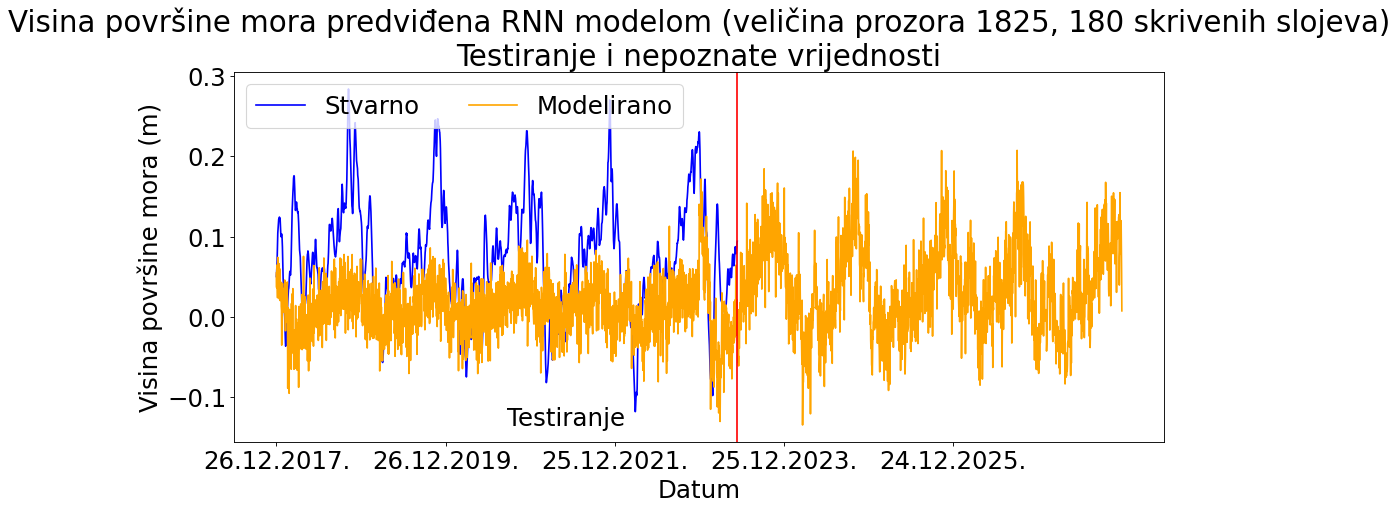 Visina površine mora predviđena RNN modelom (veličina prozora 1825, 180 skrivenih slojeva)
Testiranje i nepoznate vrijednosti
Stvarno
Modelirano
Visina površine mora (m)
0.3
0.2
0.1
0.0
−0.1
Testiranje
26.12.2017.
26.12.2019.
25.12.2021.
25.12.2023.
24.12.2025.
Datum